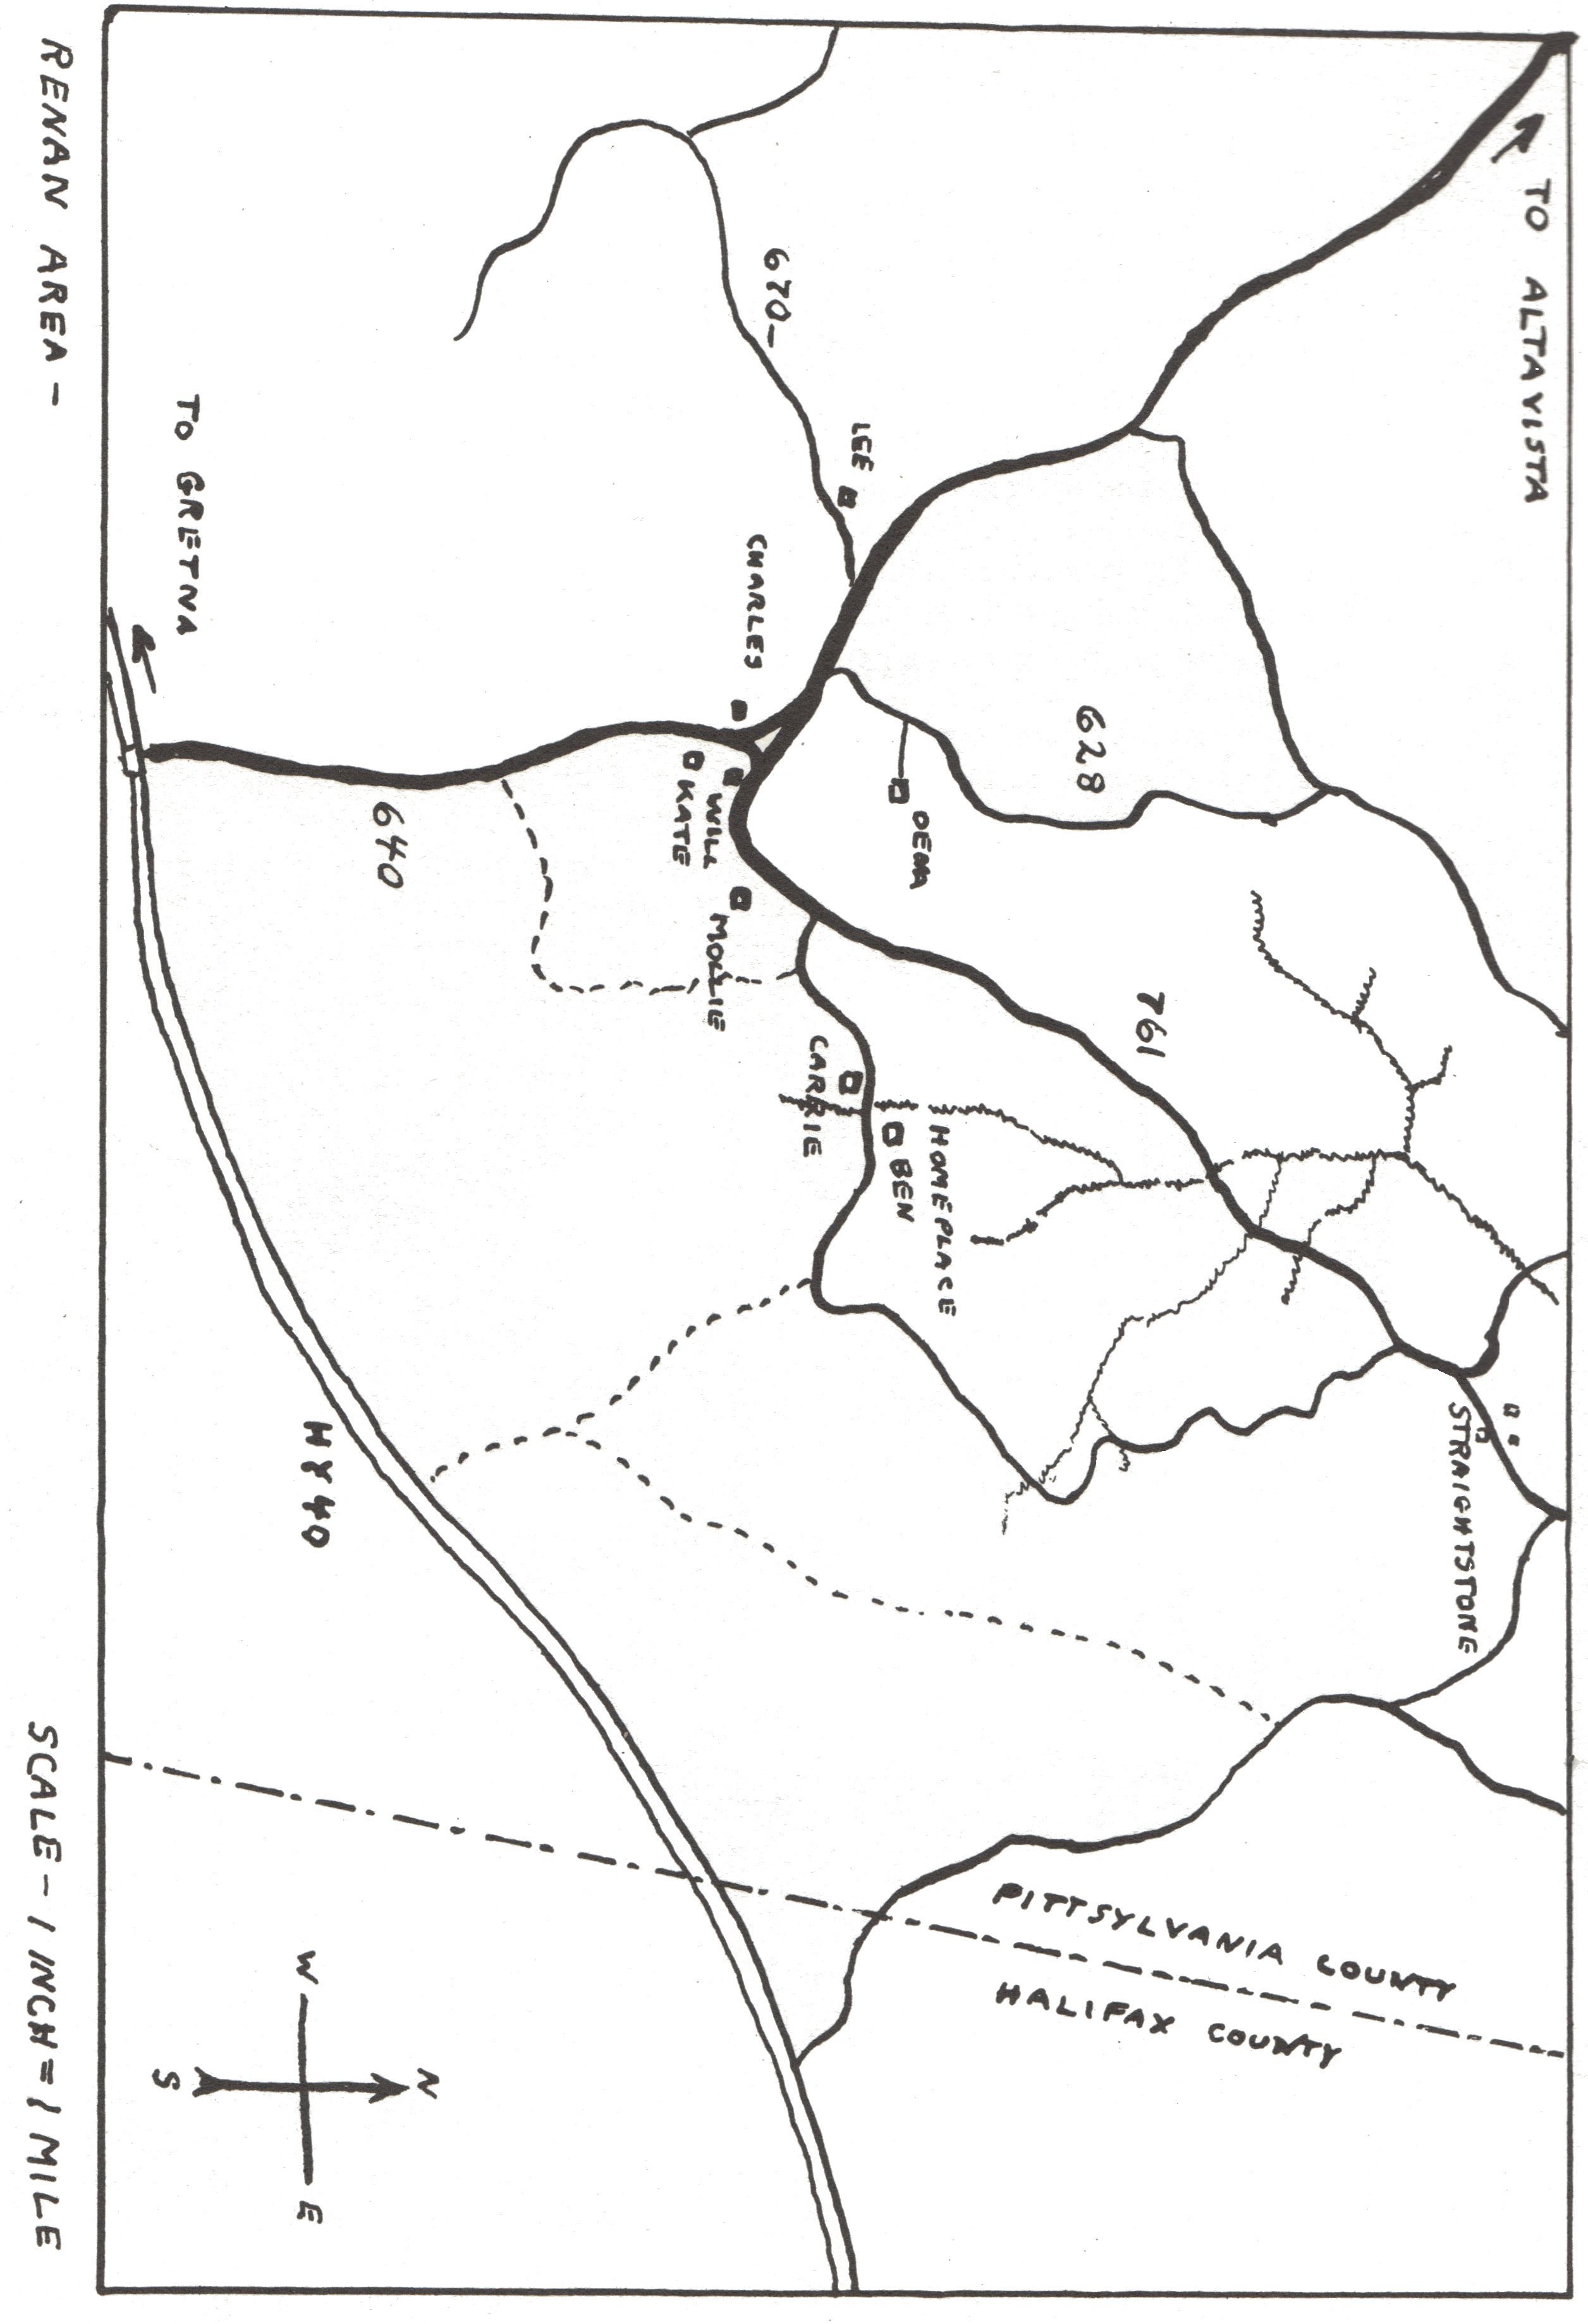 TO ALTAVISTA
670-
LEE
628
CHARLES
DEMA
761
WILL
KATE
MOLLIE
CARRIE
HOMEPLACE
BEN
STRAIGHTSTONE
640
TO GRETNA
HY 40
PITTSYLVANIA COUNTY
HALIFAX COUNTY
N
W
E
S
RENAN AREA -
SCALE - 1 INCH = 1 MILE